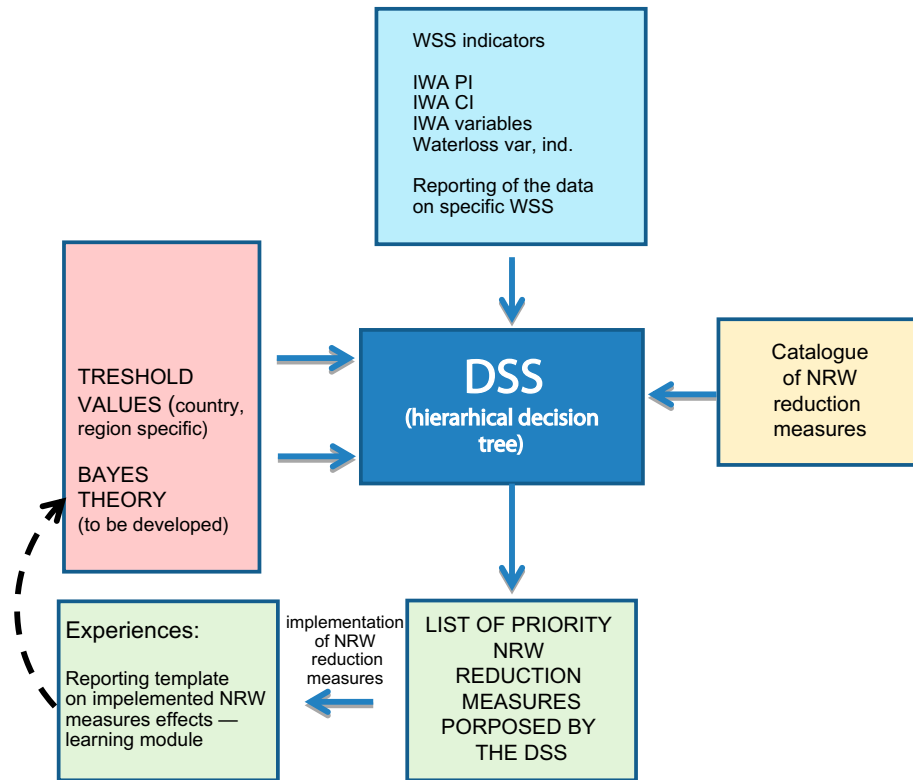 WSS indicators
IWA PI
IWA CI
IWA variables
Waterloss var, ind.
Reporting of the data
on specific WSS
TRESHOLD
VALUES (country,
region specific)
BAYES
THEORY
(to be developed)
DSS
(hierarhical decision
tree)
Catalogue
of NRW
reduction
measures
Experiences:
Reporting template
on impelemented NRW
measures effects —
learning module
implementation
of NRW
reduction
measures
LIST OF PRIORITY
NRW
REDUCTION
MEASURES
PORPOSED BY
THE DSS